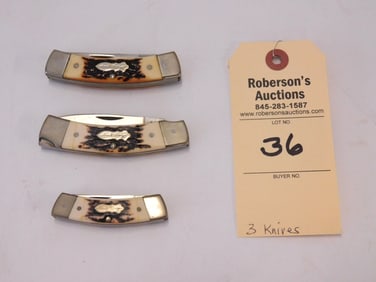 Roberson's
Auctions
845-283-1587
www.robersonsauctions.com
LOT NO.
36
BUYER NO.
3 Knives